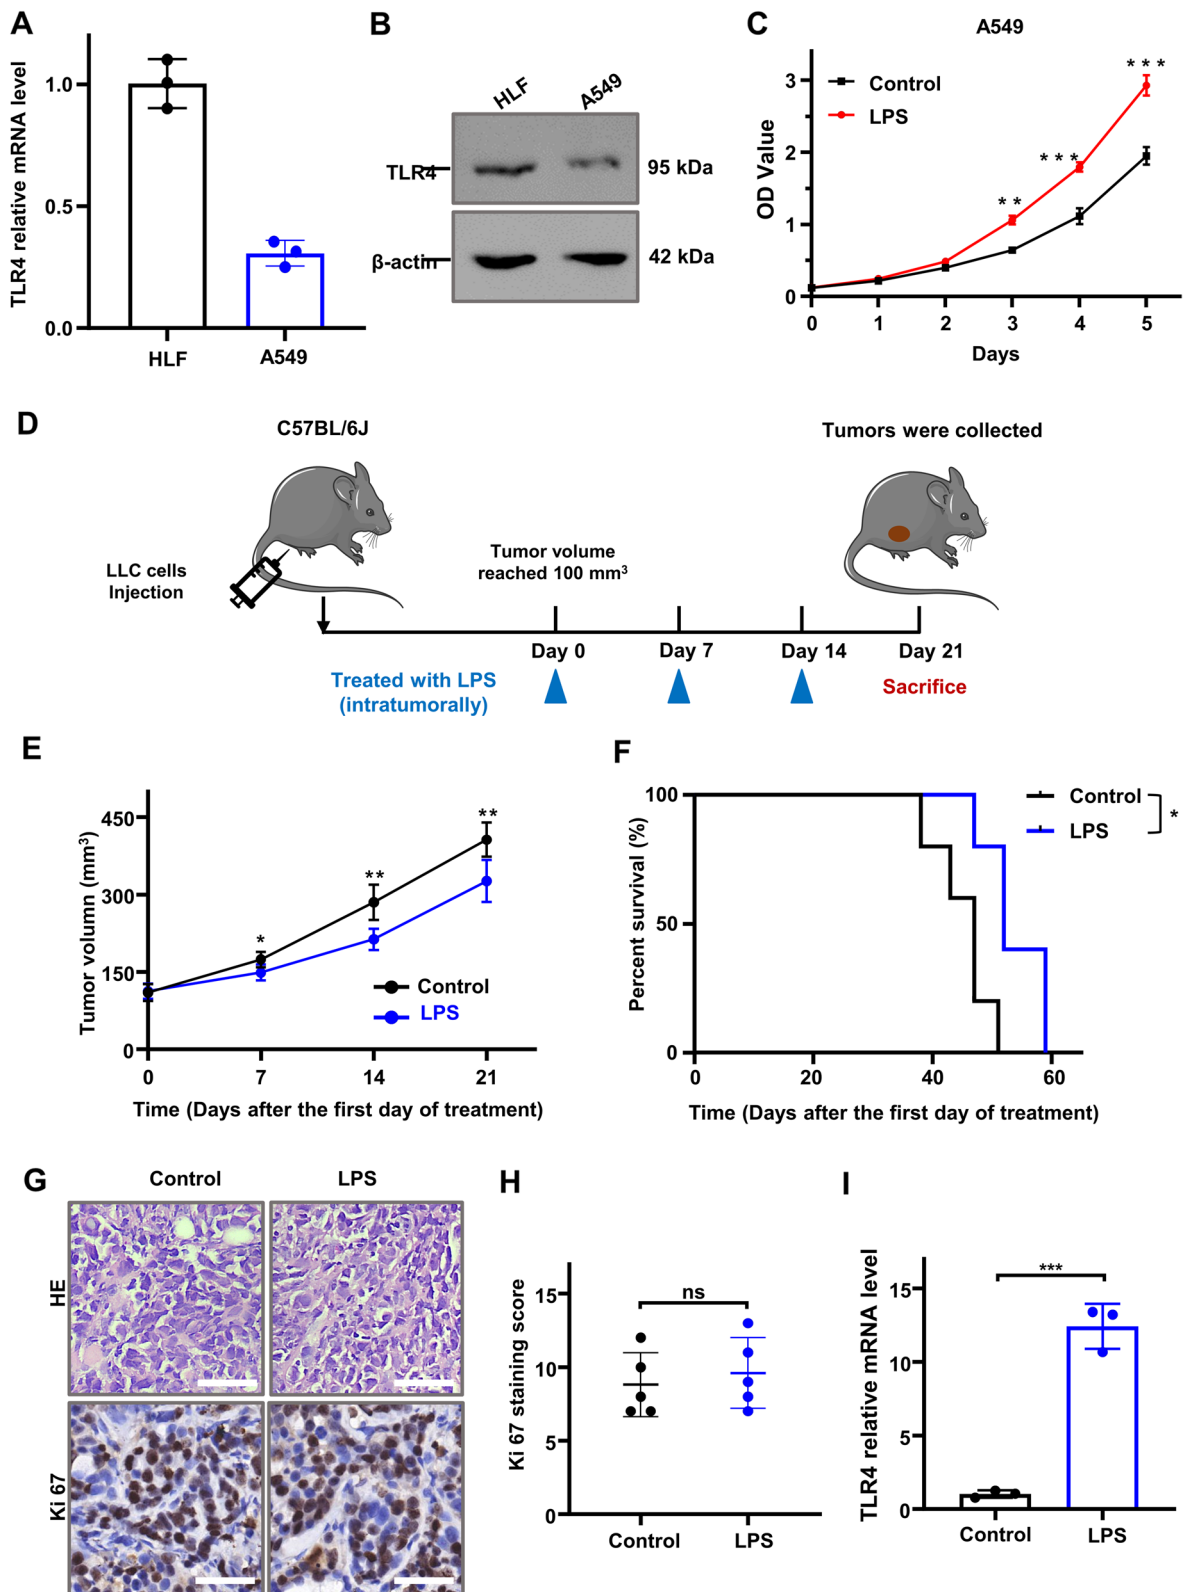 A
TLR4 relative mRNA level
1.0
0.5
0.0
HLF
A549
B
HLF
A549
TLR4
95 kDa
β-actin
42 kDa
C
A549
OD Value
3
2
1
0
Control
LPS
* *
* * *
* * *
0 1 2 3 4 5
Days
D
C57BL/6J
Tumors were collected
LLC cells
Injection
Tumor volume
reached 100 mm³
Day 0
Day 7
Day 14
Day 21
Treated with LPS
(intratumorally)
Sacrifice
E
Tumor volumn (mm³)
450
300
150
0
*
**
**
Control
LPS
0 7 14 21
Time (Days after the first day of treatment)
F
Percent survival (%)
100
50
0
Control
LPS
*
0 20 40 60
Time (Days after the first day of treatment)
G
Control
LPS
HE
Ki 67
H
Ki 67 staining score
15
10
5
0
ns
Control
LPS
I
TLR4 relative mRNA level
15
10
5
0
***
Control
LPS